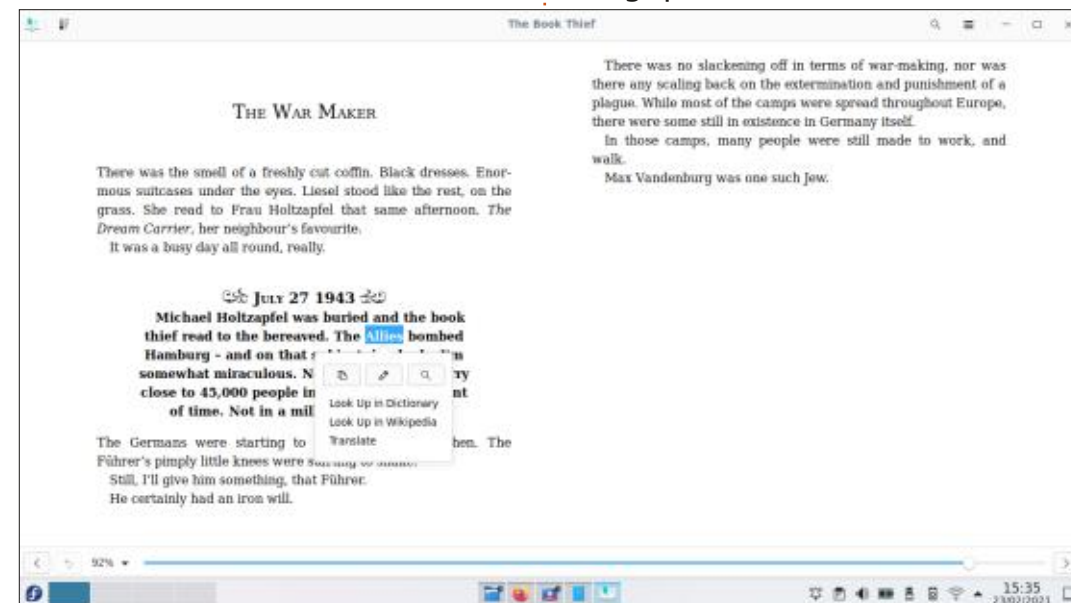 The Book Thief
THE WAR MAKER
There was the smell of a freshly cut coffin. Black dresses. Enor-
mous suitcases under the eyes. Liesel stood like the rest, on the
grass. She read to Frau Holtzapfel that same afternoon. The
Dream Carrier, her neighbour's favourite.
It was a busy day all round, really.
JULY 27 1943
Michael Holtzapfel was buried and the book
thief read to the bereaved. The Allies bombed
Hamburg – and on that
somewhat miraculous. N ry
close to 45,000 people in nt
of time. Not in a mil
Look Up in Dictionary
Look Up in Wikipedia
Translate
The Germans were starting to hen. The
Führer's pimply little knees were
Still, I'll give him something, that Führer.
He certainly had an iron will.
There was no slackening off in terms of war-making, nor was
there any scaling back on the extermination and punishment of a
plague. While most of the camps were spread throughout Europe,
there were some still in existence in Germany itself.
In those camps, many people were still made to work, and
walk.
Max Vandenburg was one such Jew.
92%
15:35
23/02/2021